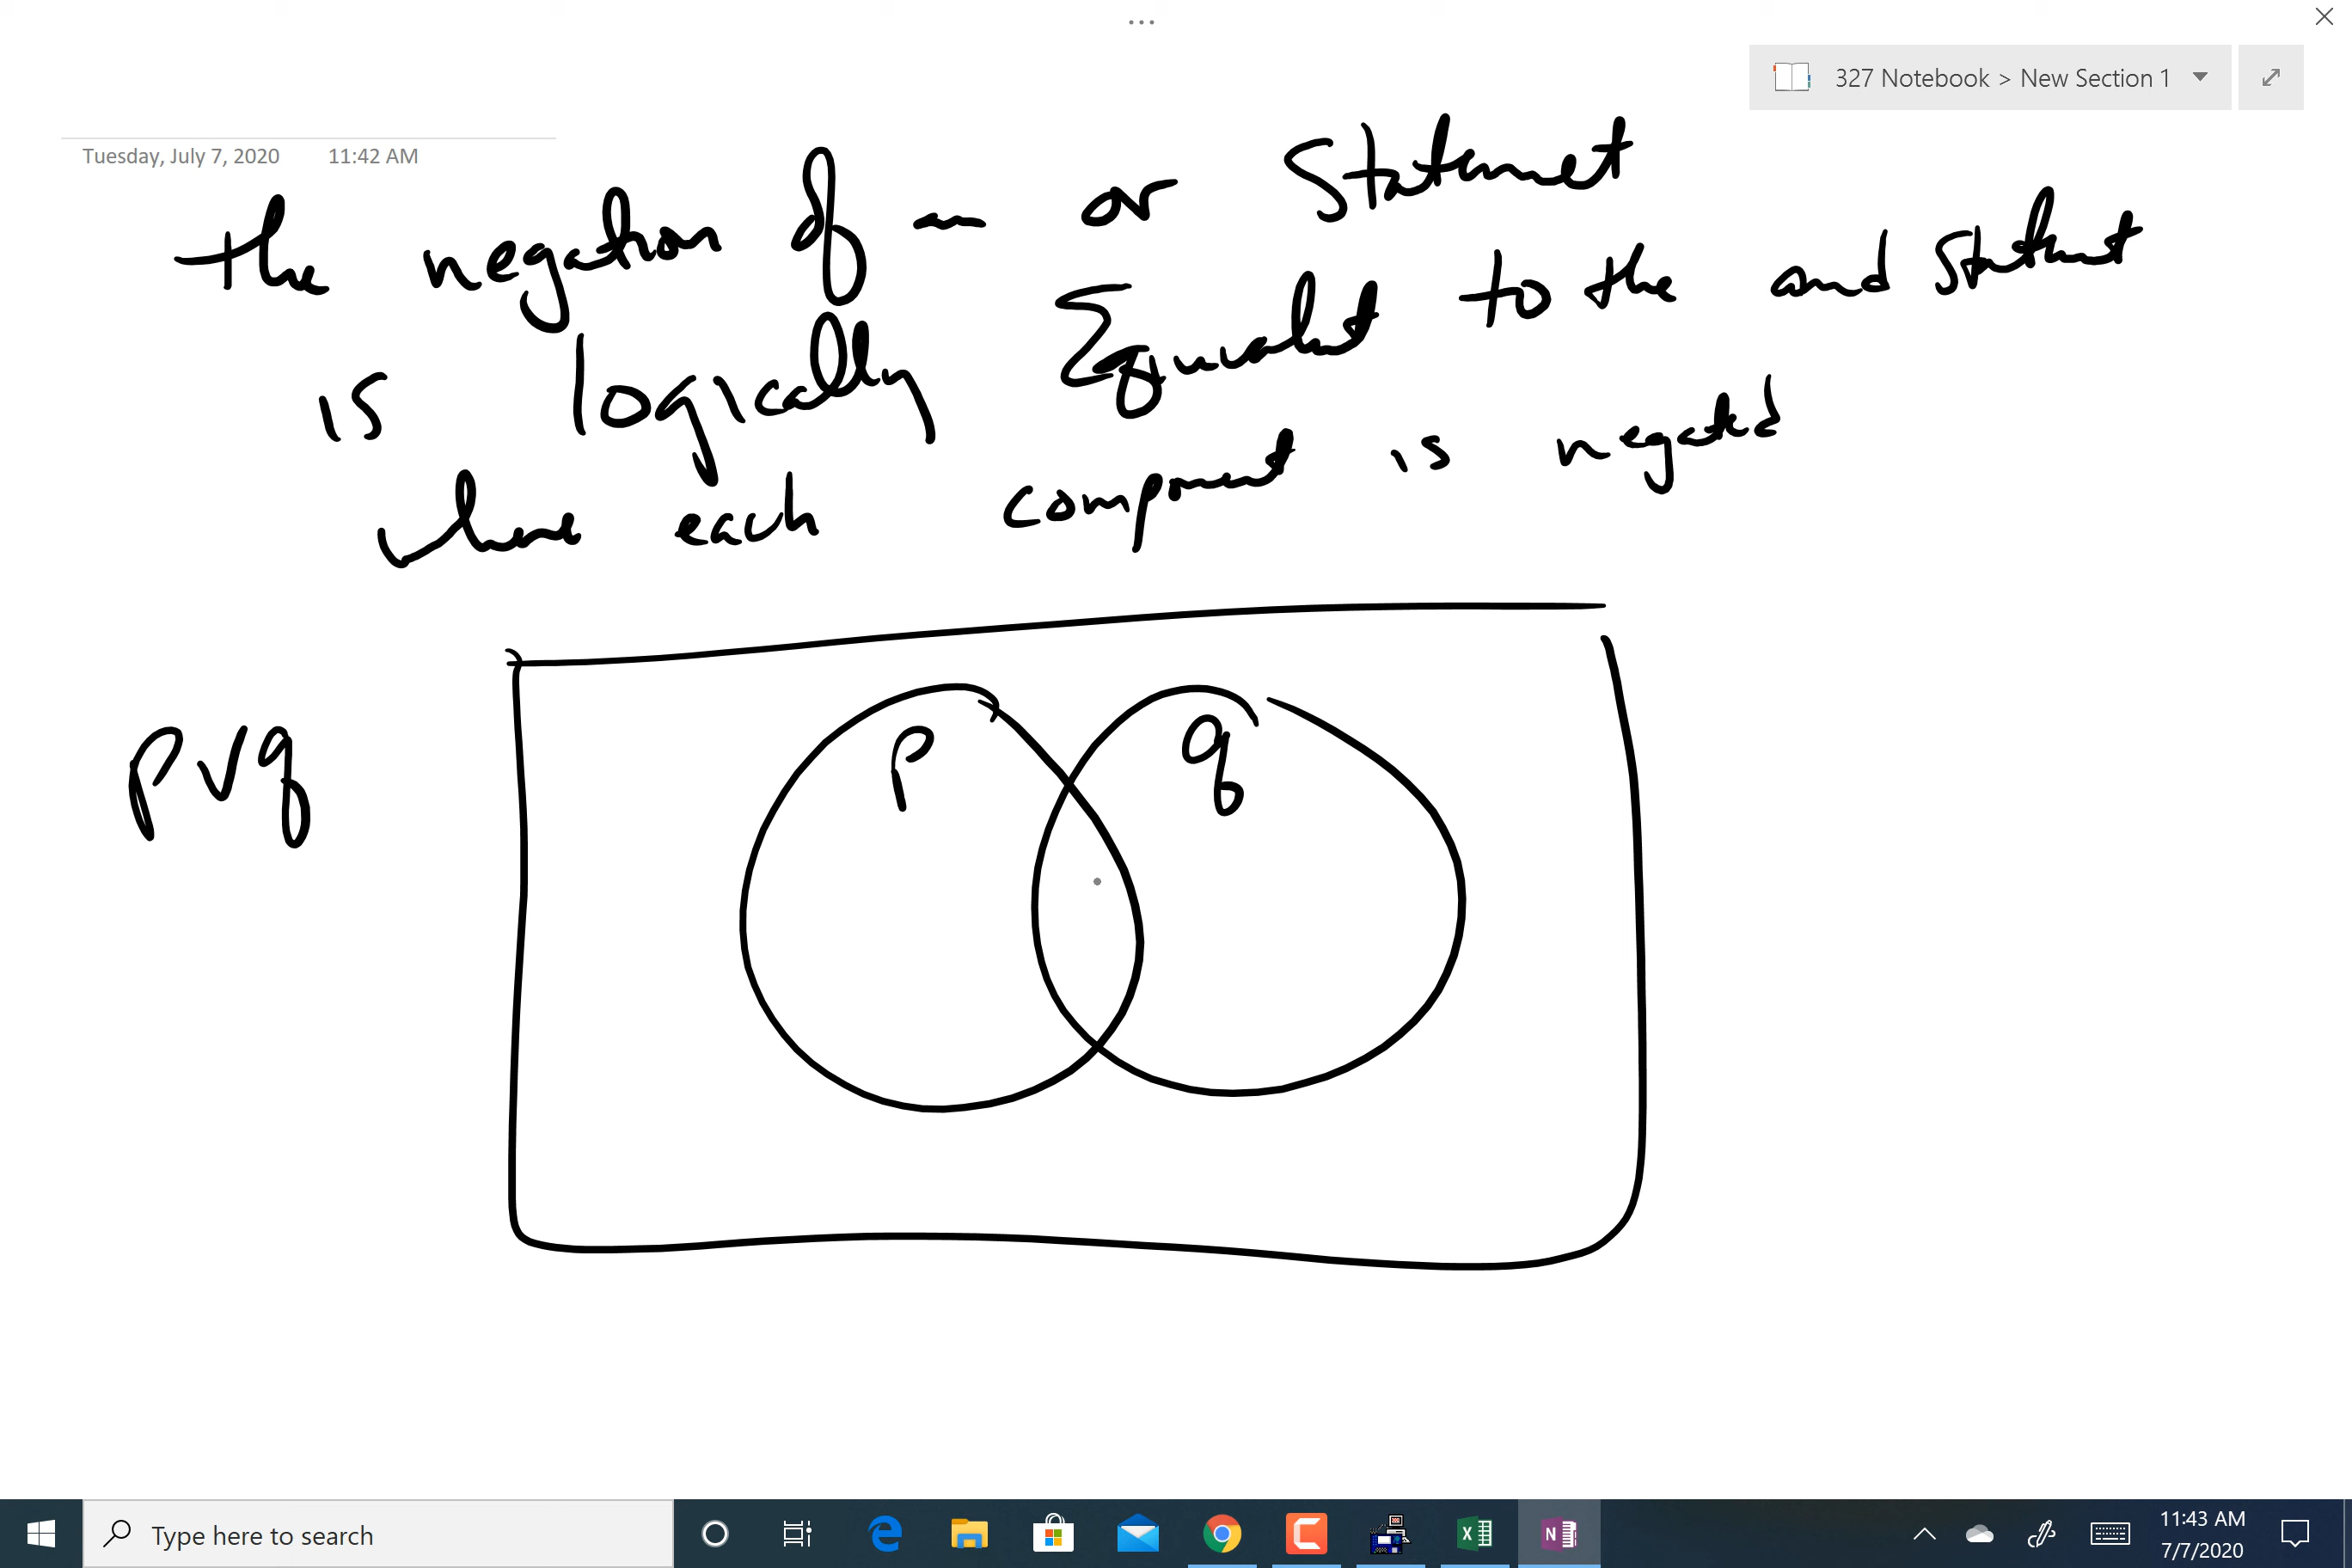 327 Notebook > New Section 1
Tuesday, July 7, 2020 11:42 AM
the negation of an or Statement
is logically Equivalent to the and statement
where each component is negated
p q
p∨q
Type here to search
11:43 AM
7/7/2020